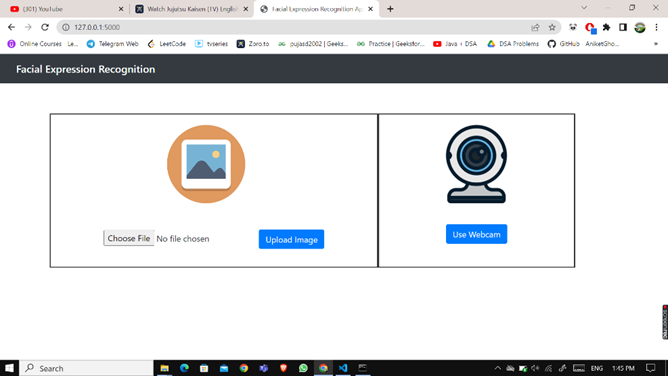 (301) YouTube
Watch Jujutsu Kaisen (TV) English
Facial Expression Recognition Ap
127.0.0.1:5000
Online Courses - Le...
Telegram Web
LeetCode
tvseries
Zoro.to
pujasd2002 | Geeks...
Practice | Geeksfor...
Java + DSA
DSA Problems
GitHub - AniketGho...
Facial Expression Recognition
Choose File No file chosen
Upload Image
Use Webcam
Search
ENG
1:45 PM